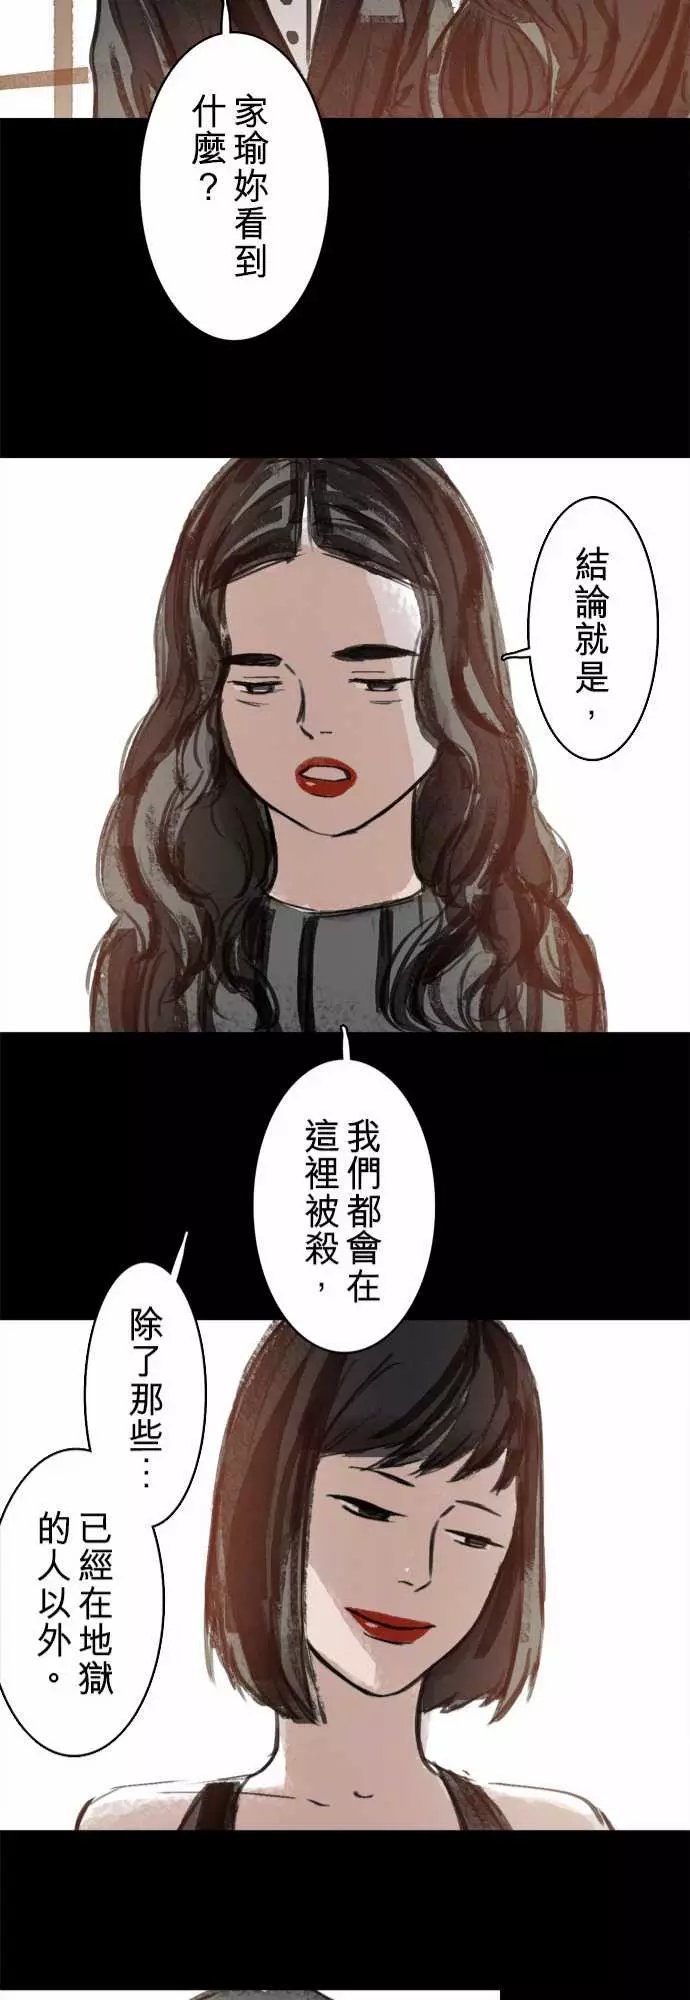 家瑜妳看到
什麼？
結論就是，
我們都會在
這裡被殺，
除了那些…
已經在地獄
的人以外。